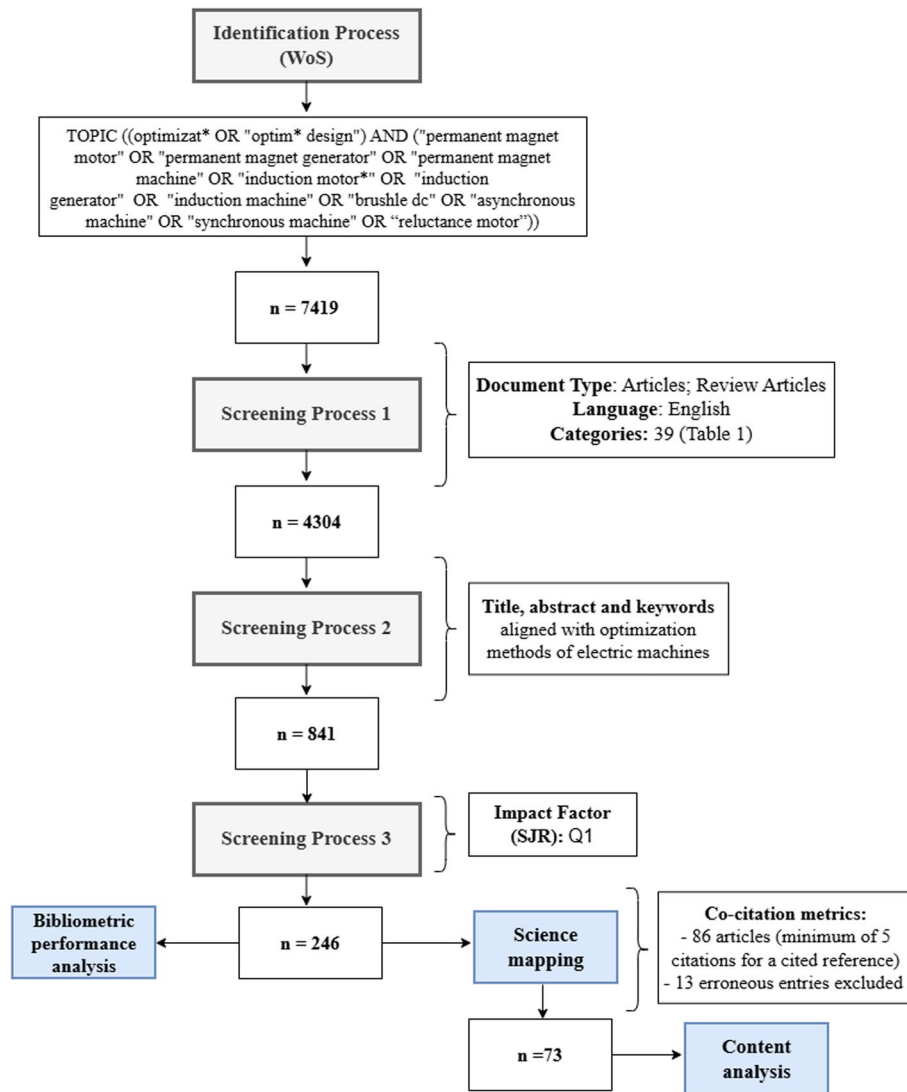 Identification Process
(WoS)
TOPIC ((optimizat* OR "optim* design") AND ("permanent magnet
motor" OR "permanent magnet generator" OR "permanent magnet
machine" OR "induction motor*" OR "induction
generator" OR "induction machine" OR "brushle dc" OR "asynchronous
machine" OR "synchronous machine" OR “reluctance motor”))
n = 7419
Screening Process 1
Document Type: Articles; Review Articles
Language: English
Categories: 39 (Table 1)
n = 4304
Screening Process 2
Title, abstract and keywords
aligned with optimization
methods of electric machines
n = 841
Screening Process 3
Impact Factor
(SJR): Q1
Bibliometric
performance
analysis
n = 246
Science
mapping
Co-citation metrics:
- 86 articles (minimum of 5
citations for a cited reference)
- 13 erroneous entries excluded
n =73
Content
analysis